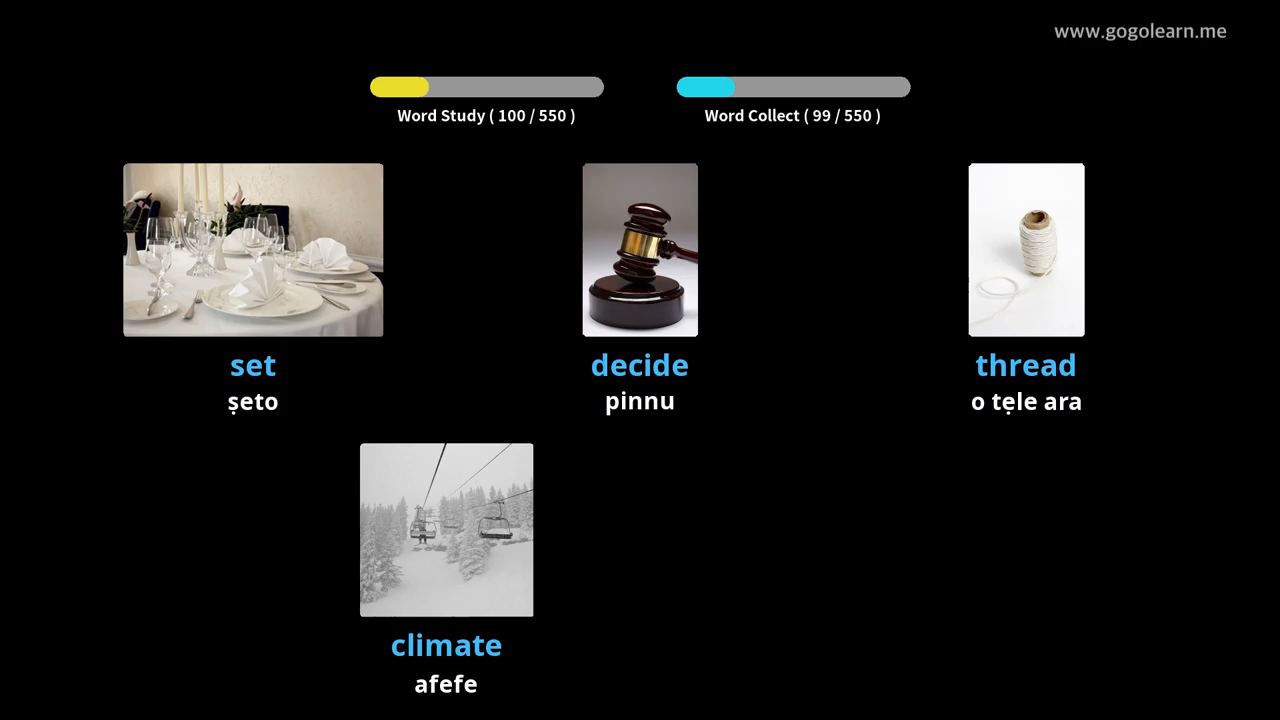 www.gogolearn.me
Word Study ( 100 / 550 )
Word Collect ( 99 / 550 )
set
ṣeto
decide
pinnu
thread
o tẹle ara
climate
afefe